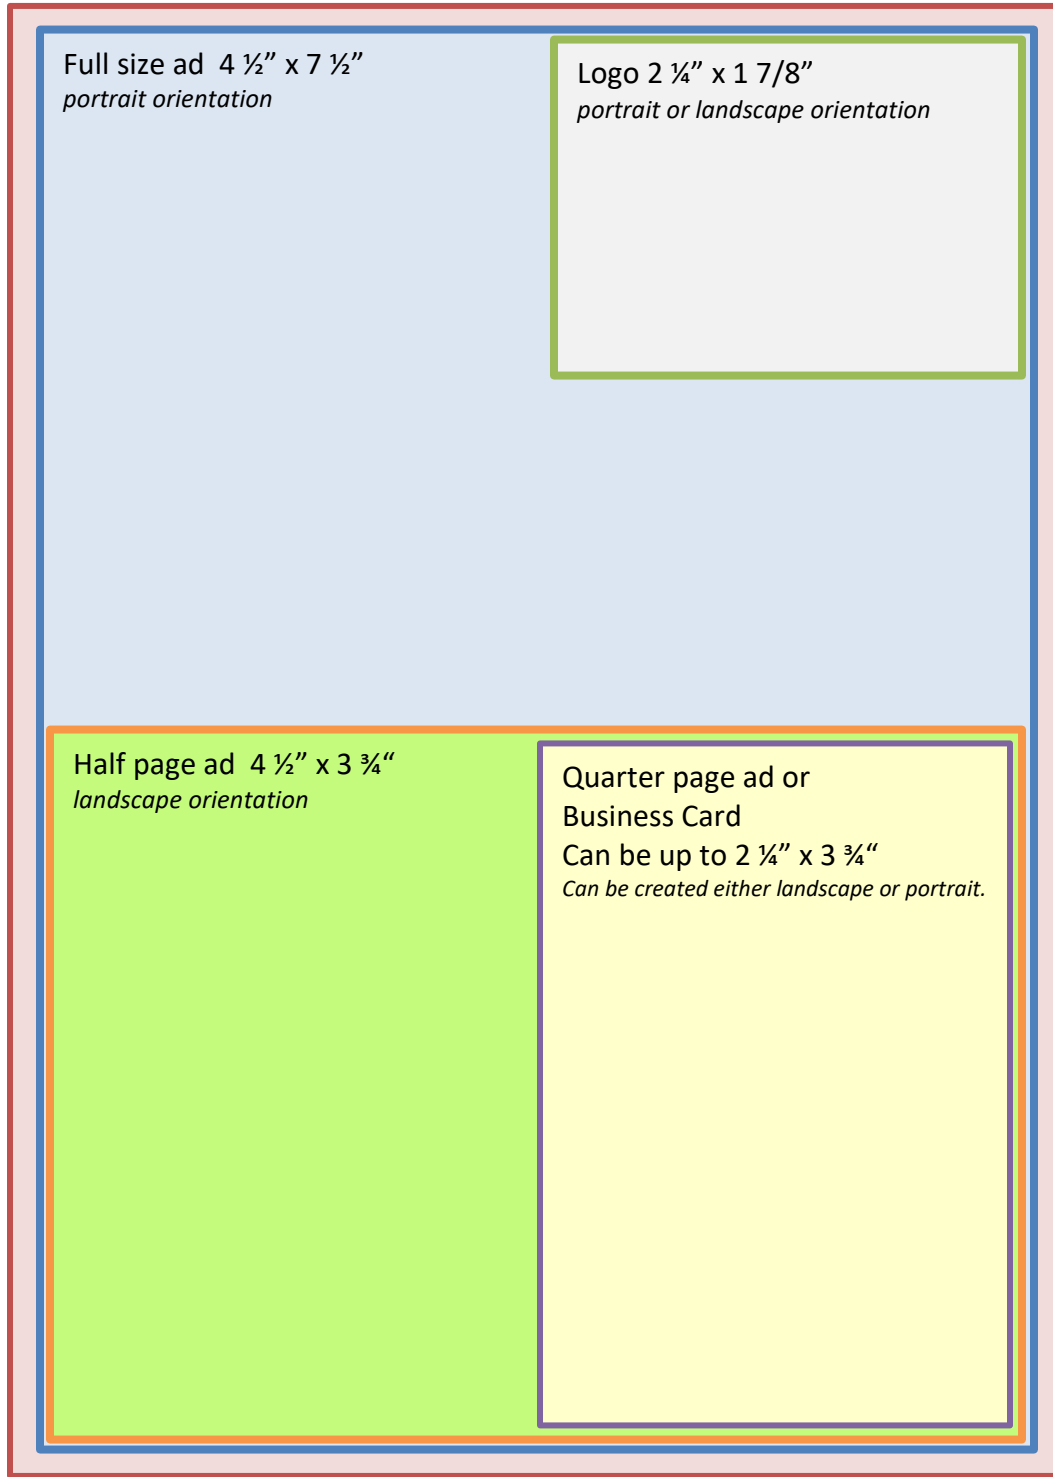 Full size ad  4 ½” x 7 ½”
portrait orientation
Logo 2 ¼” x 1 7/8”
portrait or landscape orientation
Half page ad  4 ½” x 3 ¾“
landscape orientation
Quarter page ad or
Business Card
Can be up to 2 ¼” x 3 ¾“
Can be created either landscape or portrait.